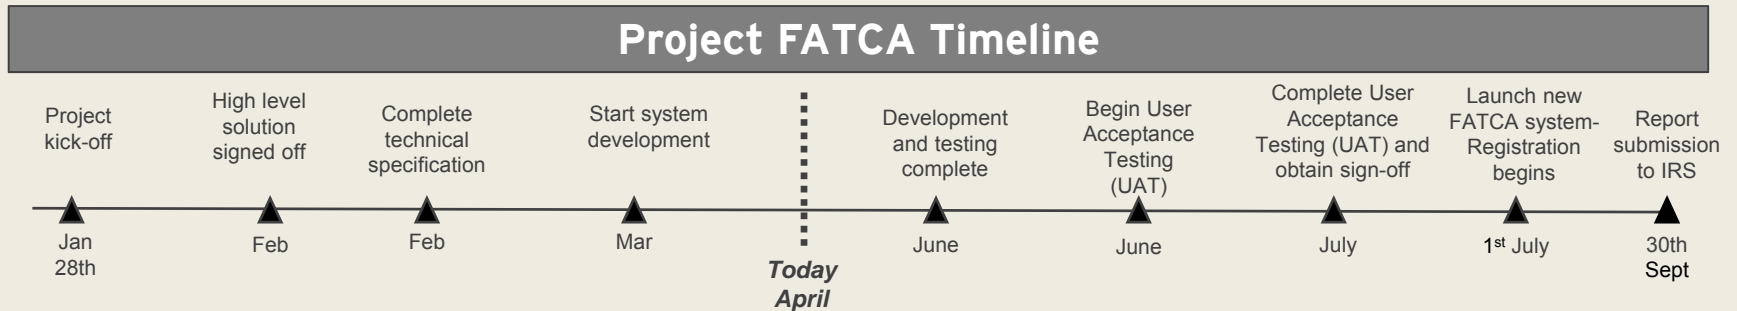 Project FATCA Timeline
Project
kick-off
High level
solution
signed off
Complete
technical
specification
Start system
development
Development
and testing
complete
Begin User
Acceptance
Testing
(UAT)
Complete User
Acceptance
Testing (UAT) and
obtain sign-off
Launch new
FATCA system-
Registration
begins
Report
submission
to IRS
Jan
28th
Feb
Feb
Mar
Today
April
June
June
July
1st July
30th
Sept